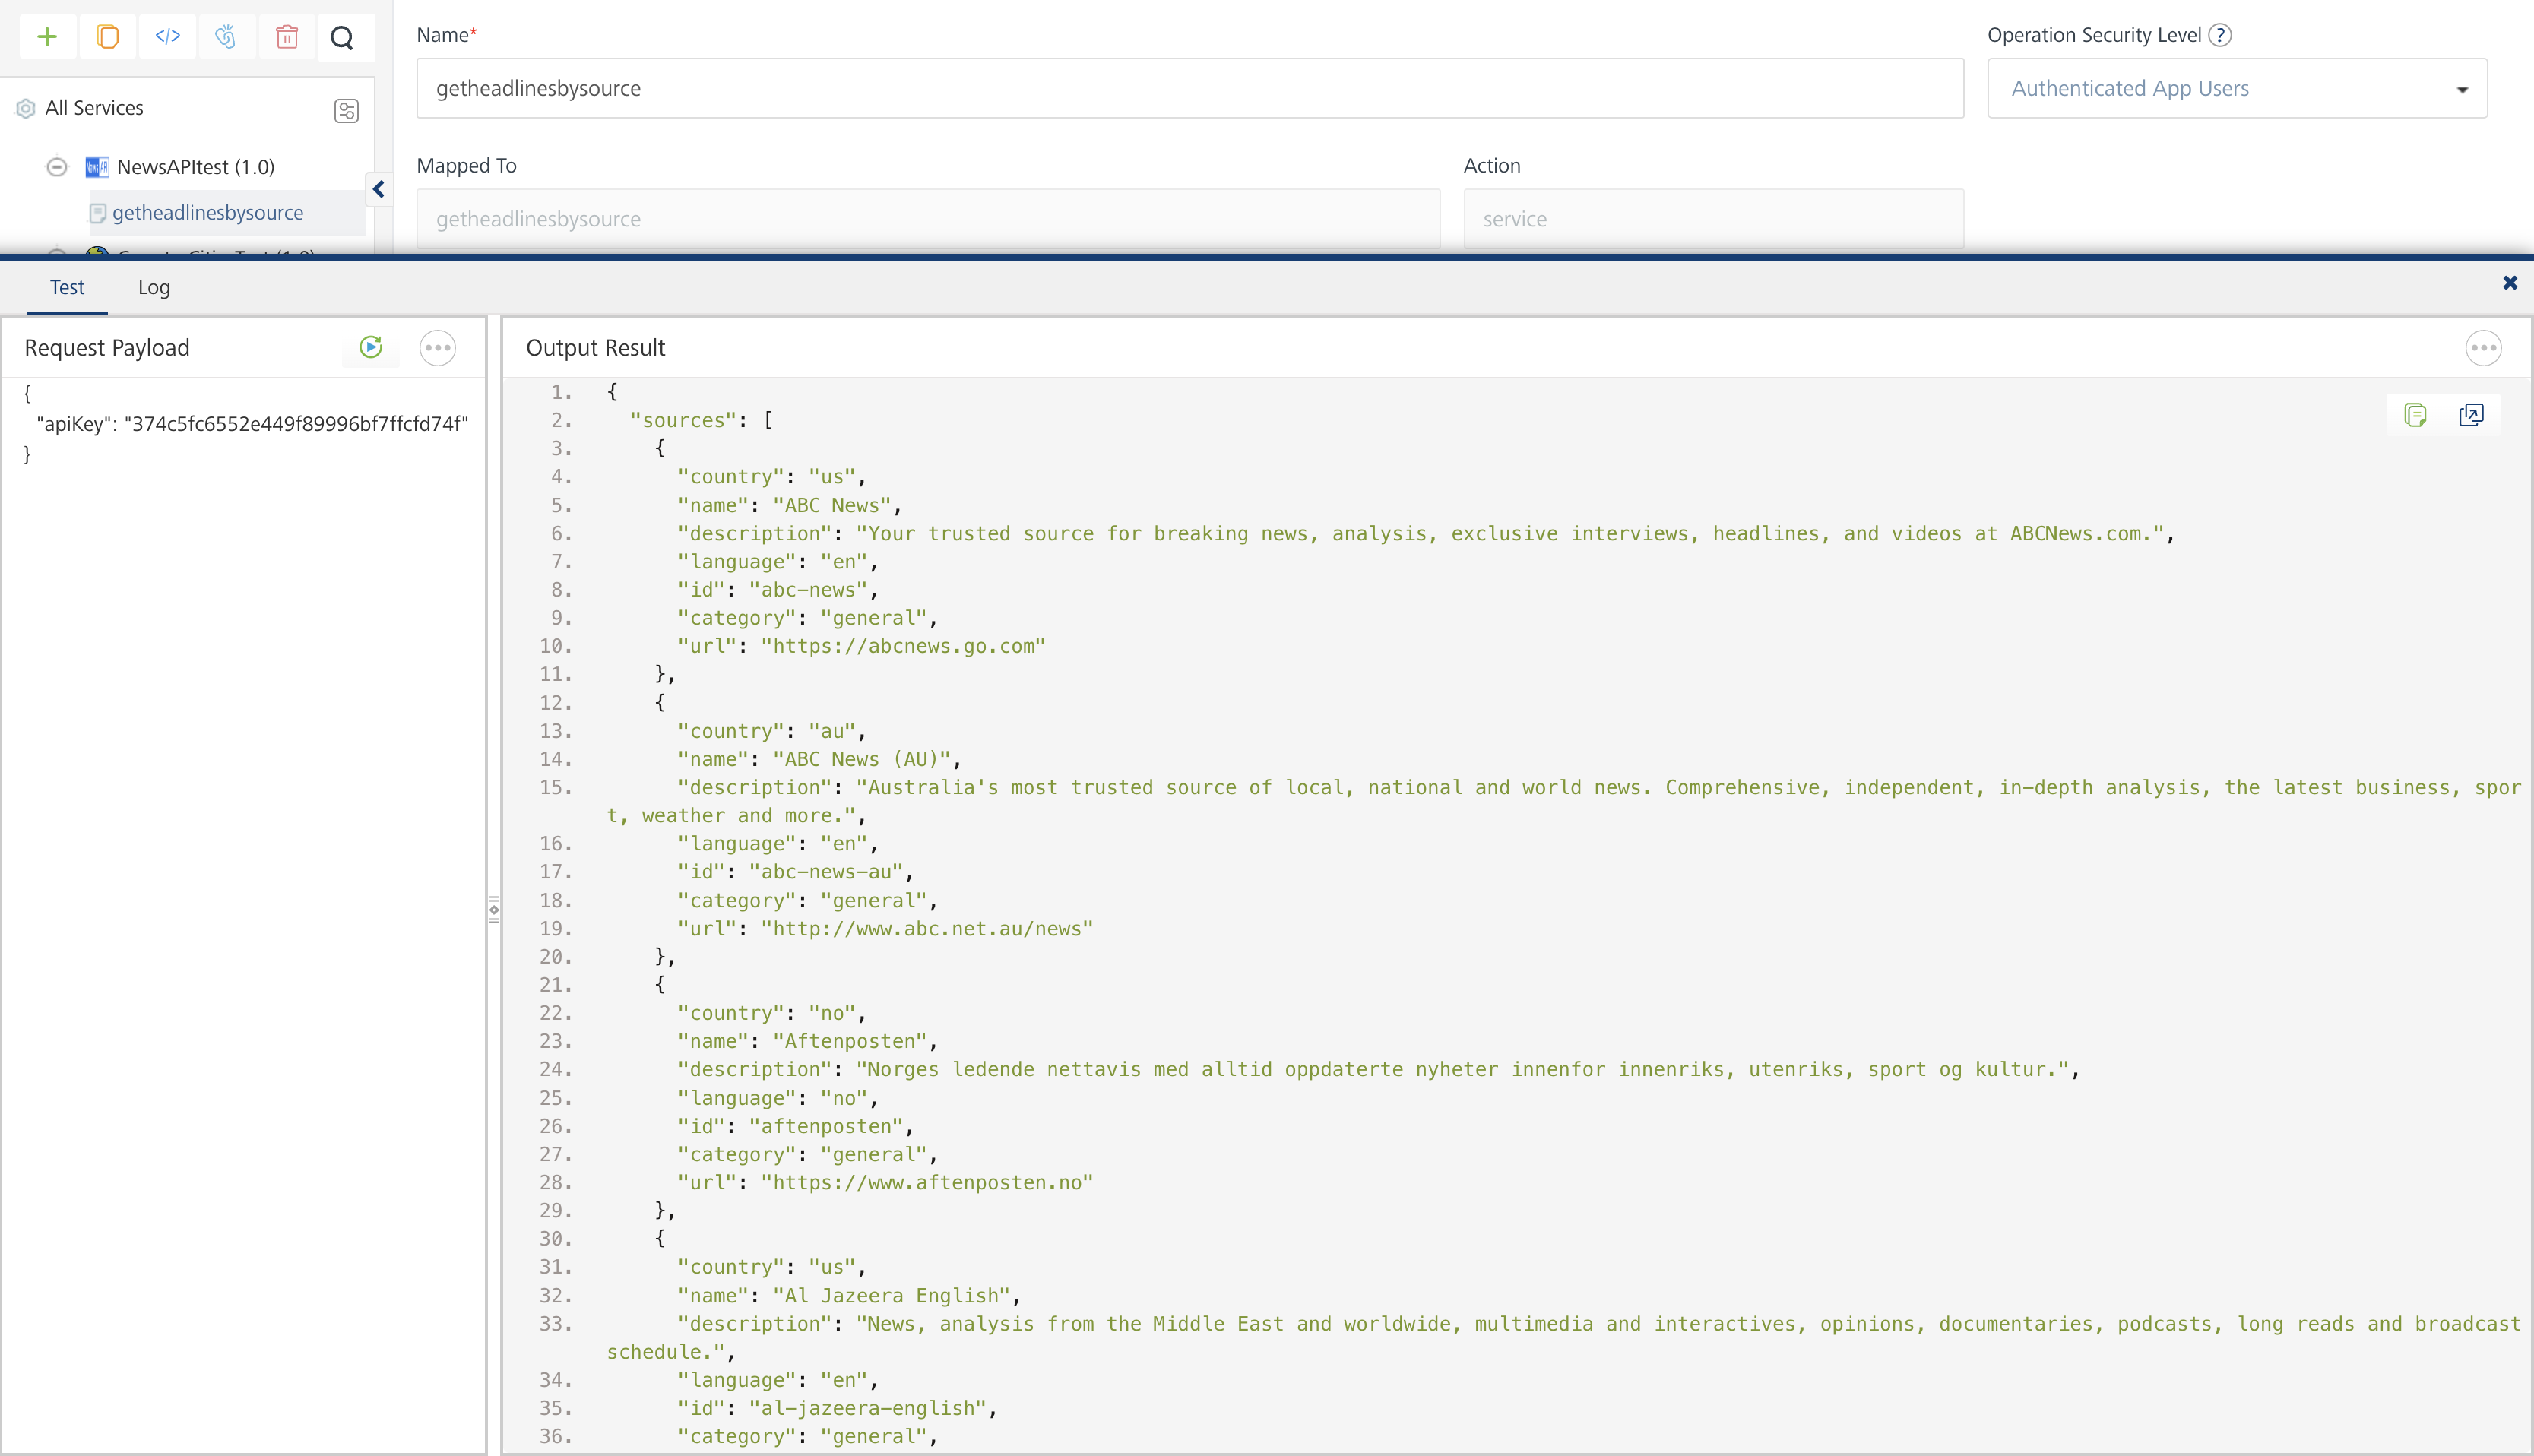 Name*
Operation Security Level ?
getheadlinesbysource
Authenticated App Users
All Services
NewsAPItest (1.0)
getheadlinesbysource
Mapped To
Action
getheadlinesbysource
service
Test
Log
Request Payload
{
"apiKey": "374c5fc6552e449f89996bf7ffcfd74f"
}
Output Result
1. {
2. "sources": [
3. {
4. "country": "us",
5. "name": "ABC News",
6. "description": "Your trusted source for breaking news, analysis, exclusive interviews, headlines, and videos at ABCNews.com.",
7. "language": "en",
8. "id": "abc-news",
9. "category": "general",
10. "url": "https://abcnews.go.com"
11. },
12. {
13. "country": "au",
14. "name": "ABC News (AU)",
15. "description": "Australia's most trusted source of local, national and world news. Comprehensive, independent, in-depth analysis, the latest business, spor
t, weather and more.",
16. "language": "en",
17. "id": "abc-news-au",
18. "category": "general",
19. "url": "http://www.abc.net.au/news"
20. },
21. {
22. "country": "no",
23. "name": "Aftenposten",
24. "description": "Norges ledende nettavis med alltid oppdaterte nyheter innenfor innenriks, utenriks, sport og kultur.",
25. "language": "no",
26. "id": "aftenposten",
27. "category": "general",
28. "url": "https://www.aftenposten.no"
29. },
30. {
31. "country": "us",
32. "name": "Al Jazeera English",
33. "description": "News, analysis from the Middle East and worldwide, multimedia and interactives, opinions, documentaries, podcasts, long reads and broadcast
schedule.",
34. "language": "en",
35. "id": "al-jazeera-english",
36. "category": "general",